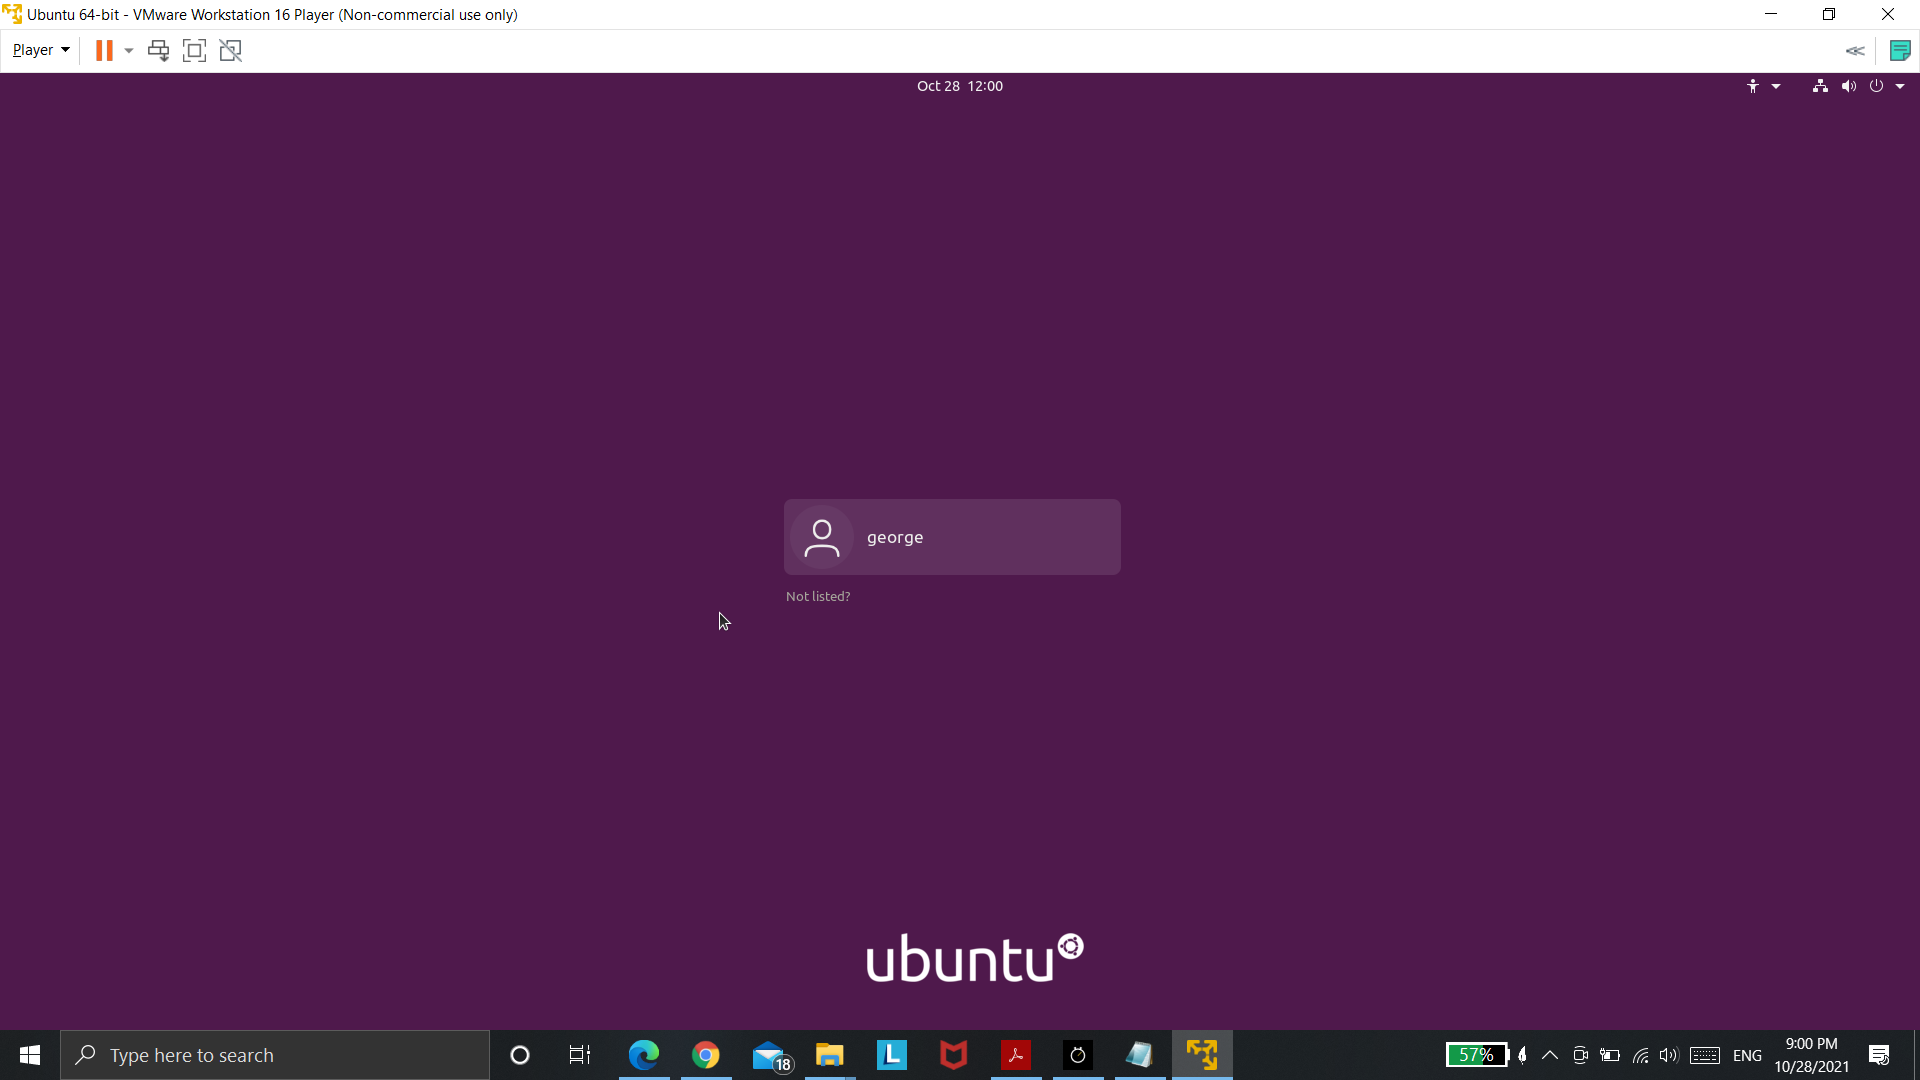 Ubuntu 64-bit - VMware Workstation 16 Player (Non-commercial use only)
Player
Oct 28 12:00
george
Not listed?
ubuntu
Type here to search
18
L
57%
ENG
9:00 PM
10/28/2021